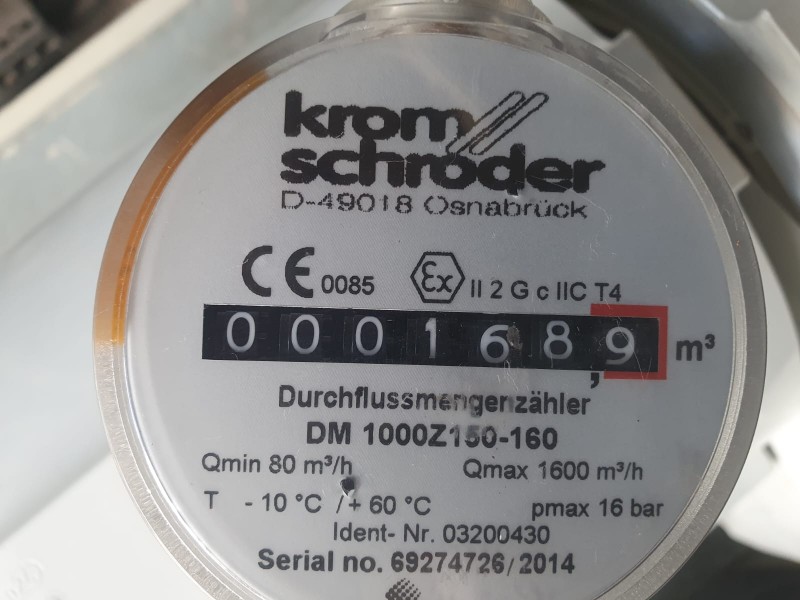 krom
schröder
D-49018 Osnabrück
CE 0085 Ex II 2 G c IIC T4
0001689 m³
,
Durchflussmengenzähler
DM 1000Z150-160
Qmin 80 m³/h Qmax 1600 m³/h
T - 10 °C / + 60 °C pmax 16 bar
Ident- Nr. 03200430
Serial no. 69274726/2014